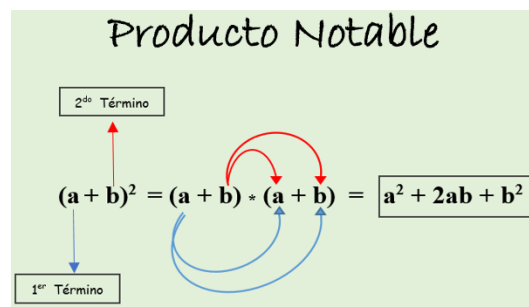 Producto Notable
2do Término
(a + b)² = (a + b) * (a + b) = a² + 2ab + b²
1er Término